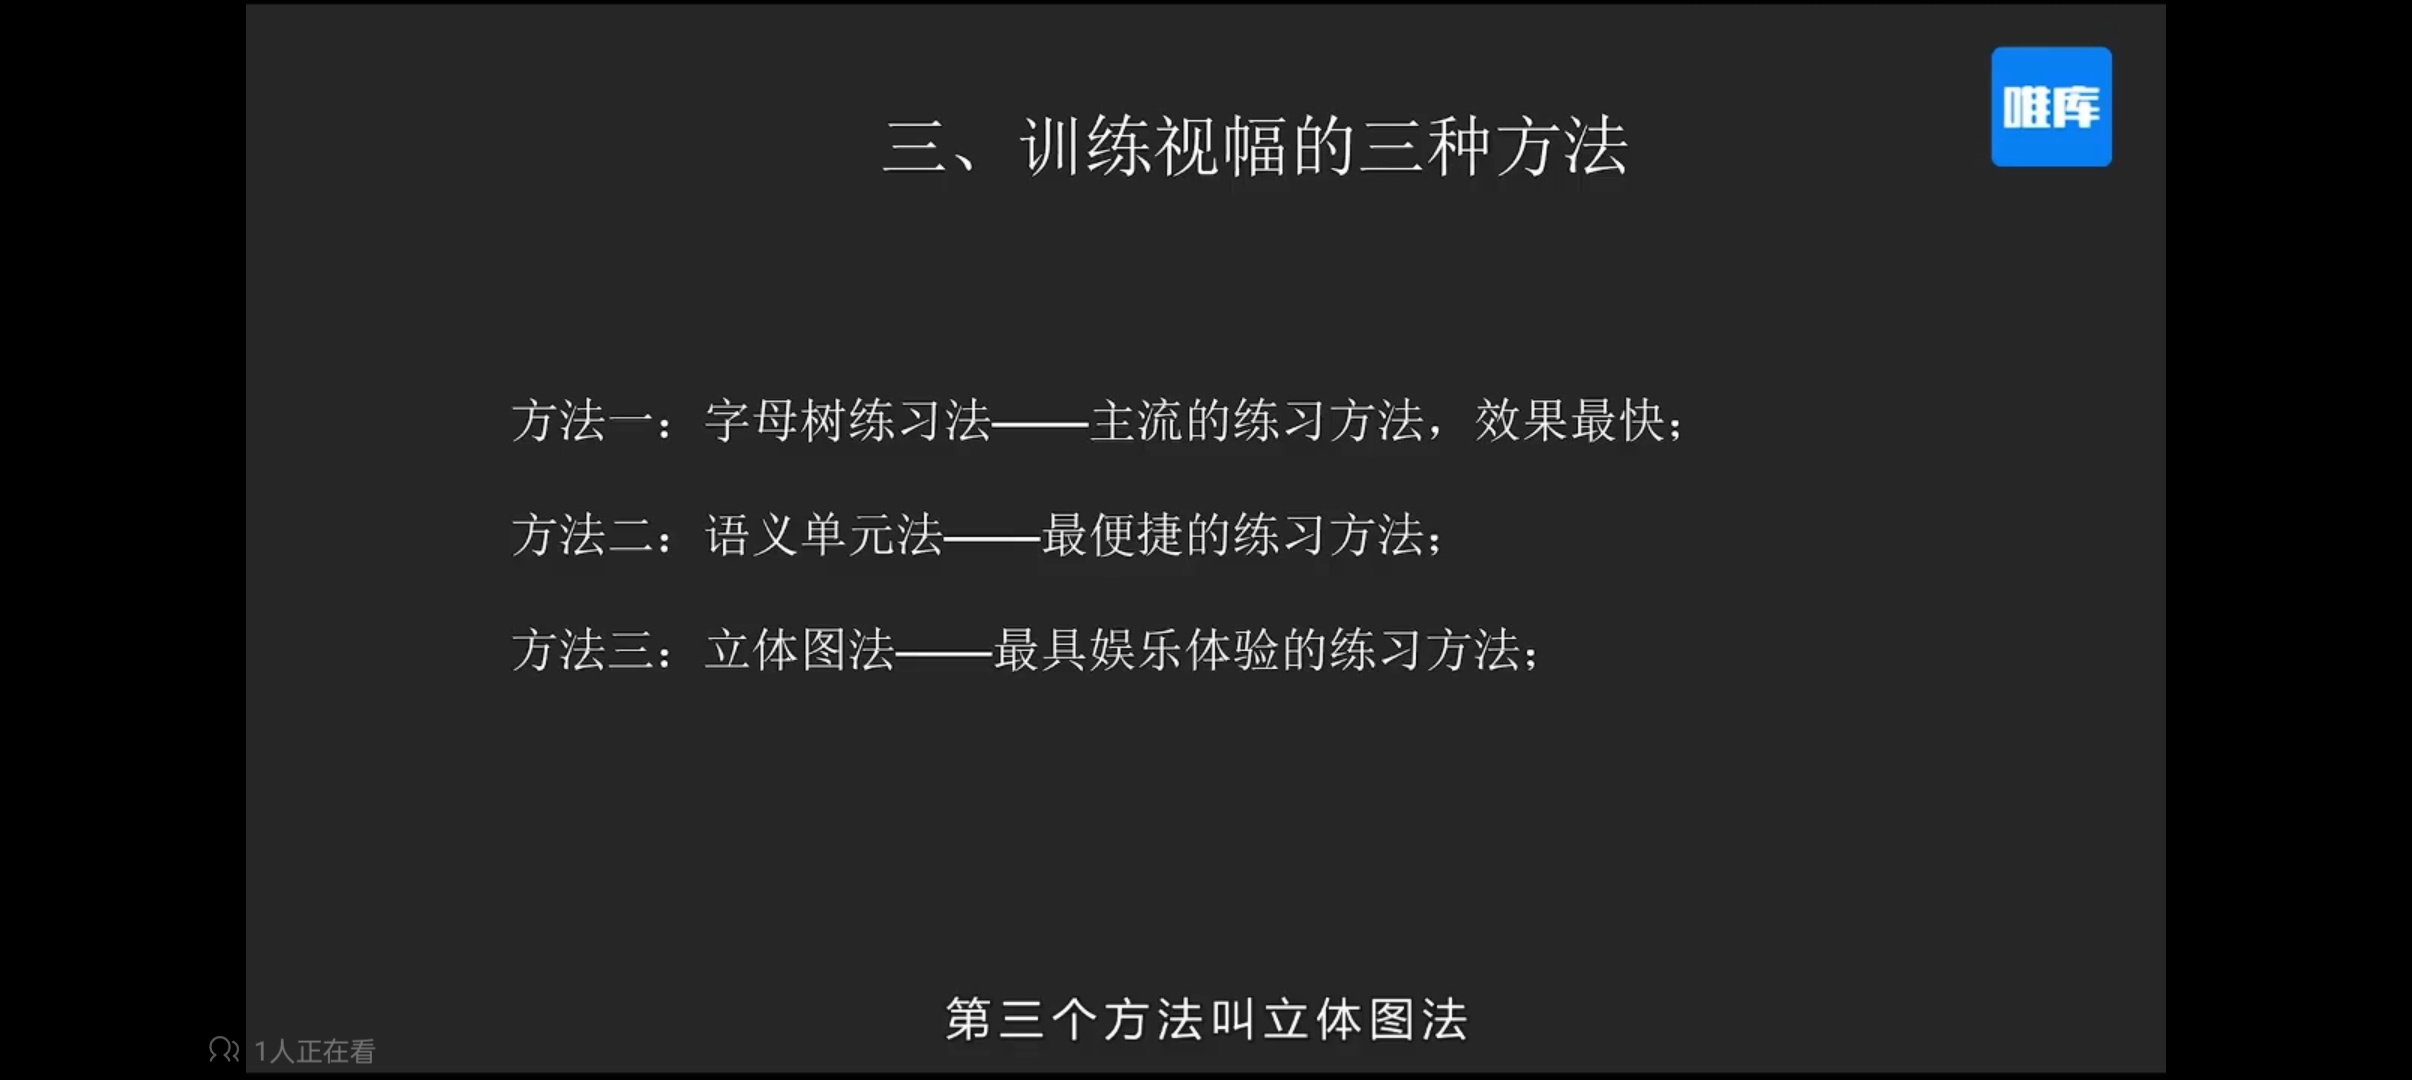 唯库
三、训练视幅的三种方法
方法一：字母树练习法——主流的练习方法，效果最快；
方法二：语义单元法——最便捷的练习方法；
方法三：立体图法——最具娱乐体验的练习方法；
第三个方法叫立体图法
1人正在看